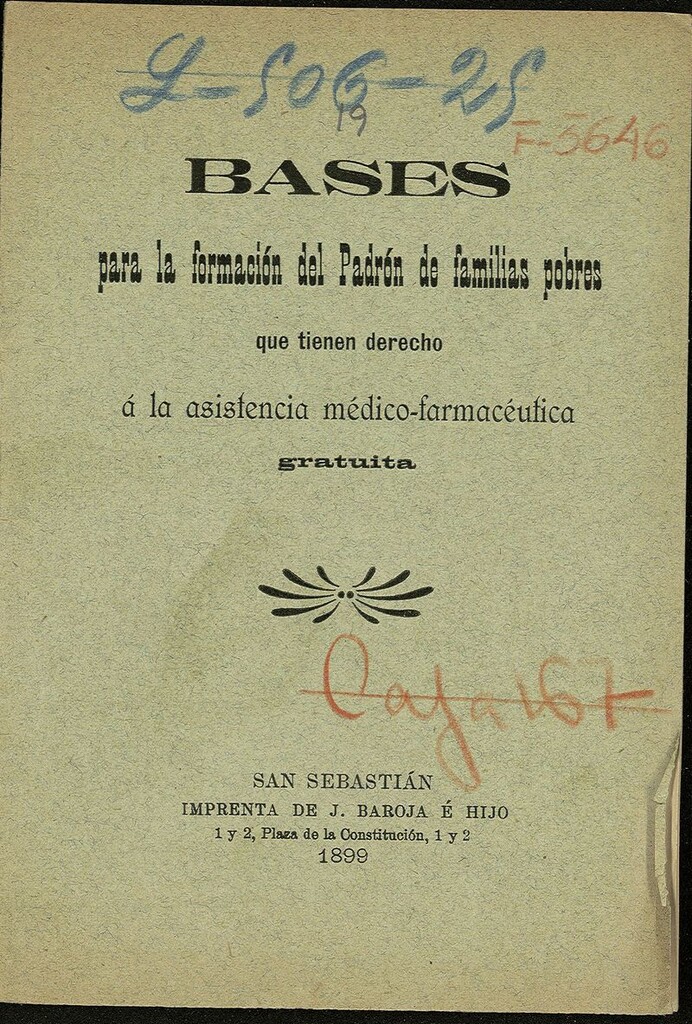 L-506-25
19
F-5646
BASES
para la formación del Padrón de familias pobres
que tienen derecho
á la asistencia médico-farmacéutica
gratuita
Caja 167
SAN SEBASTIÁN
IMPRENTA DE J. BAROJA É HIJO
1 y 2, Plaza de la Constitución, 1 y 2
1899